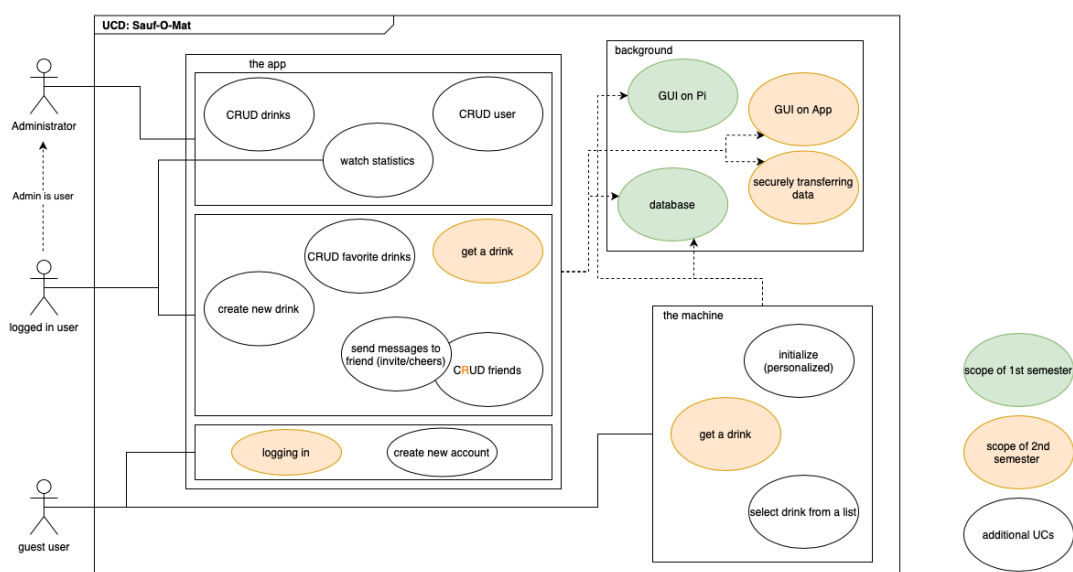 UCD: Sauf-O-Mat
the app
background
CRUD drinks
CRUD user
watch statistics
GUI on Pi
GUI on App
securely transferring
data
database
Administrator
Admin is user
logged in user
CRUD favorite drinks
get a drink
create new drink
send messages to
friend (invite/cheers)
CRUD friends
logging in
create new account
guest user
the machine
initialize
(personalized)
get a drink
select drink from a list
scope of 1st semester
scope of 2nd
semester
additional UCs